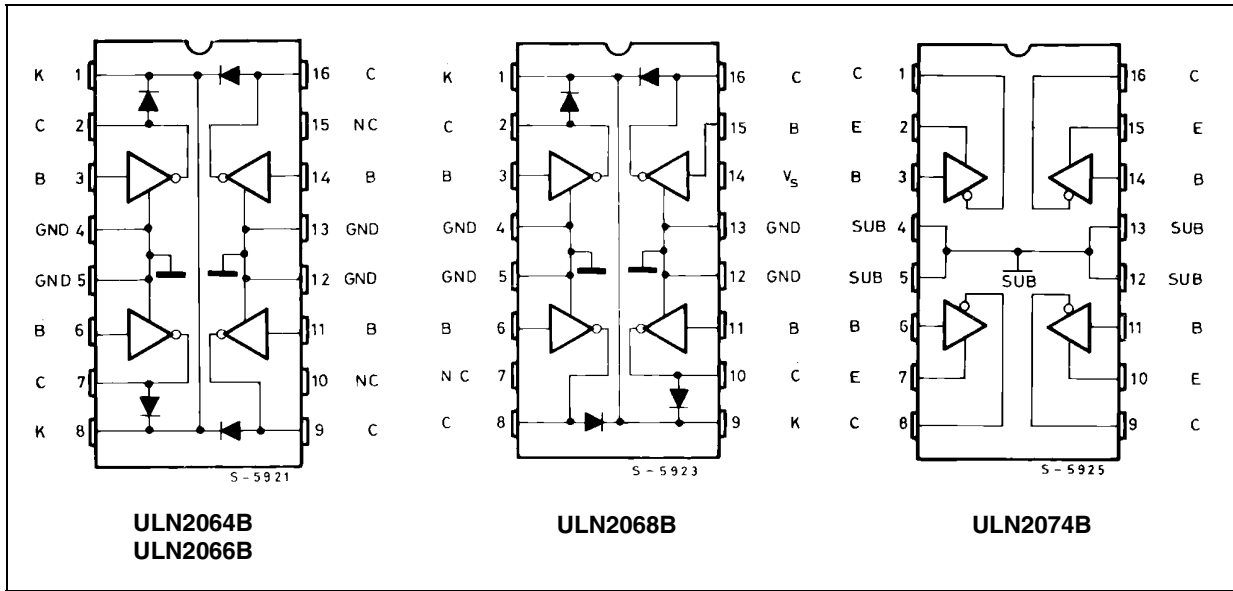 K 1 16 C K 1 16 C C 1 16 C
C 2 15 NC C 2 15 B E 2 15 E
B 3 14 B B 3 14 Vs B 3 14 B
GND 4 13 GND GND 4 13 GND SUB 4 13 SUB
GND 5 12 GND GND 5 12 GND SUB 5 SUB 12 SUB
B 6 11 B B 6 11 B B 6 11 B
C 7 10 NC NC 7 10 C E 7 10 E
K 8 9 C C 8 9 K C 8 9 C
S-5921 S-5923 S-5925
ULN2064B ULN2068B ULN2074B
ULN2066B